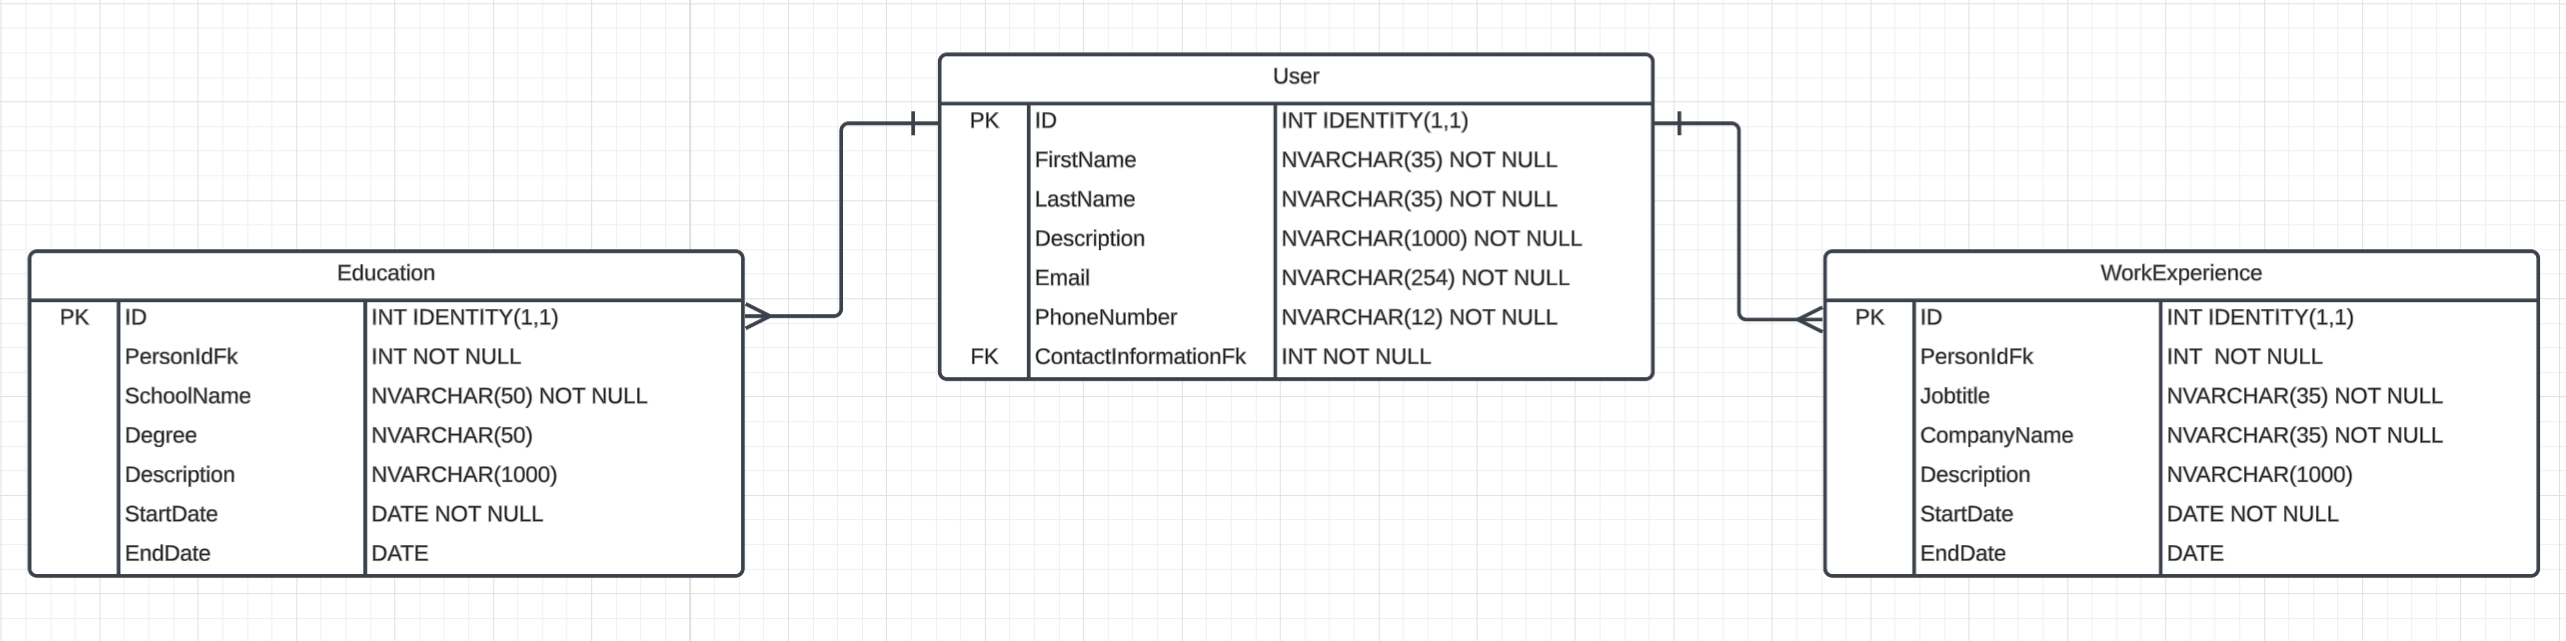 User
PK ID INT IDENTITY(1,1)
FirstName NVARCHAR(35) NOT NULL
LastName NVARCHAR(35) NOT NULL
Description NVARCHAR(1000) NOT NULL
Email NVARCHAR(254) NOT NULL
PhoneNumber NVARCHAR(12) NOT NULL
FK ContactInformationFk INT NOT NULL
Education
PK ID INT IDENTITY(1,1)
PersonIdFk INT NOT NULL
SchoolName NVARCHAR(50) NOT NULL
Degree NVARCHAR(50)
Description NVARCHAR(1000)
StartDate DATE NOT NULL
EndDate DATE
WorkExperience
PK ID INT IDENTITY(1,1)
PersonIdFk INT  NOT NULL
Jobtitle NVARCHAR(35) NOT NULL
CompanyName NVARCHAR(35) NOT NULL
Description NVARCHAR(1000)
StartDate DATE NOT NULL
EndDate DATE